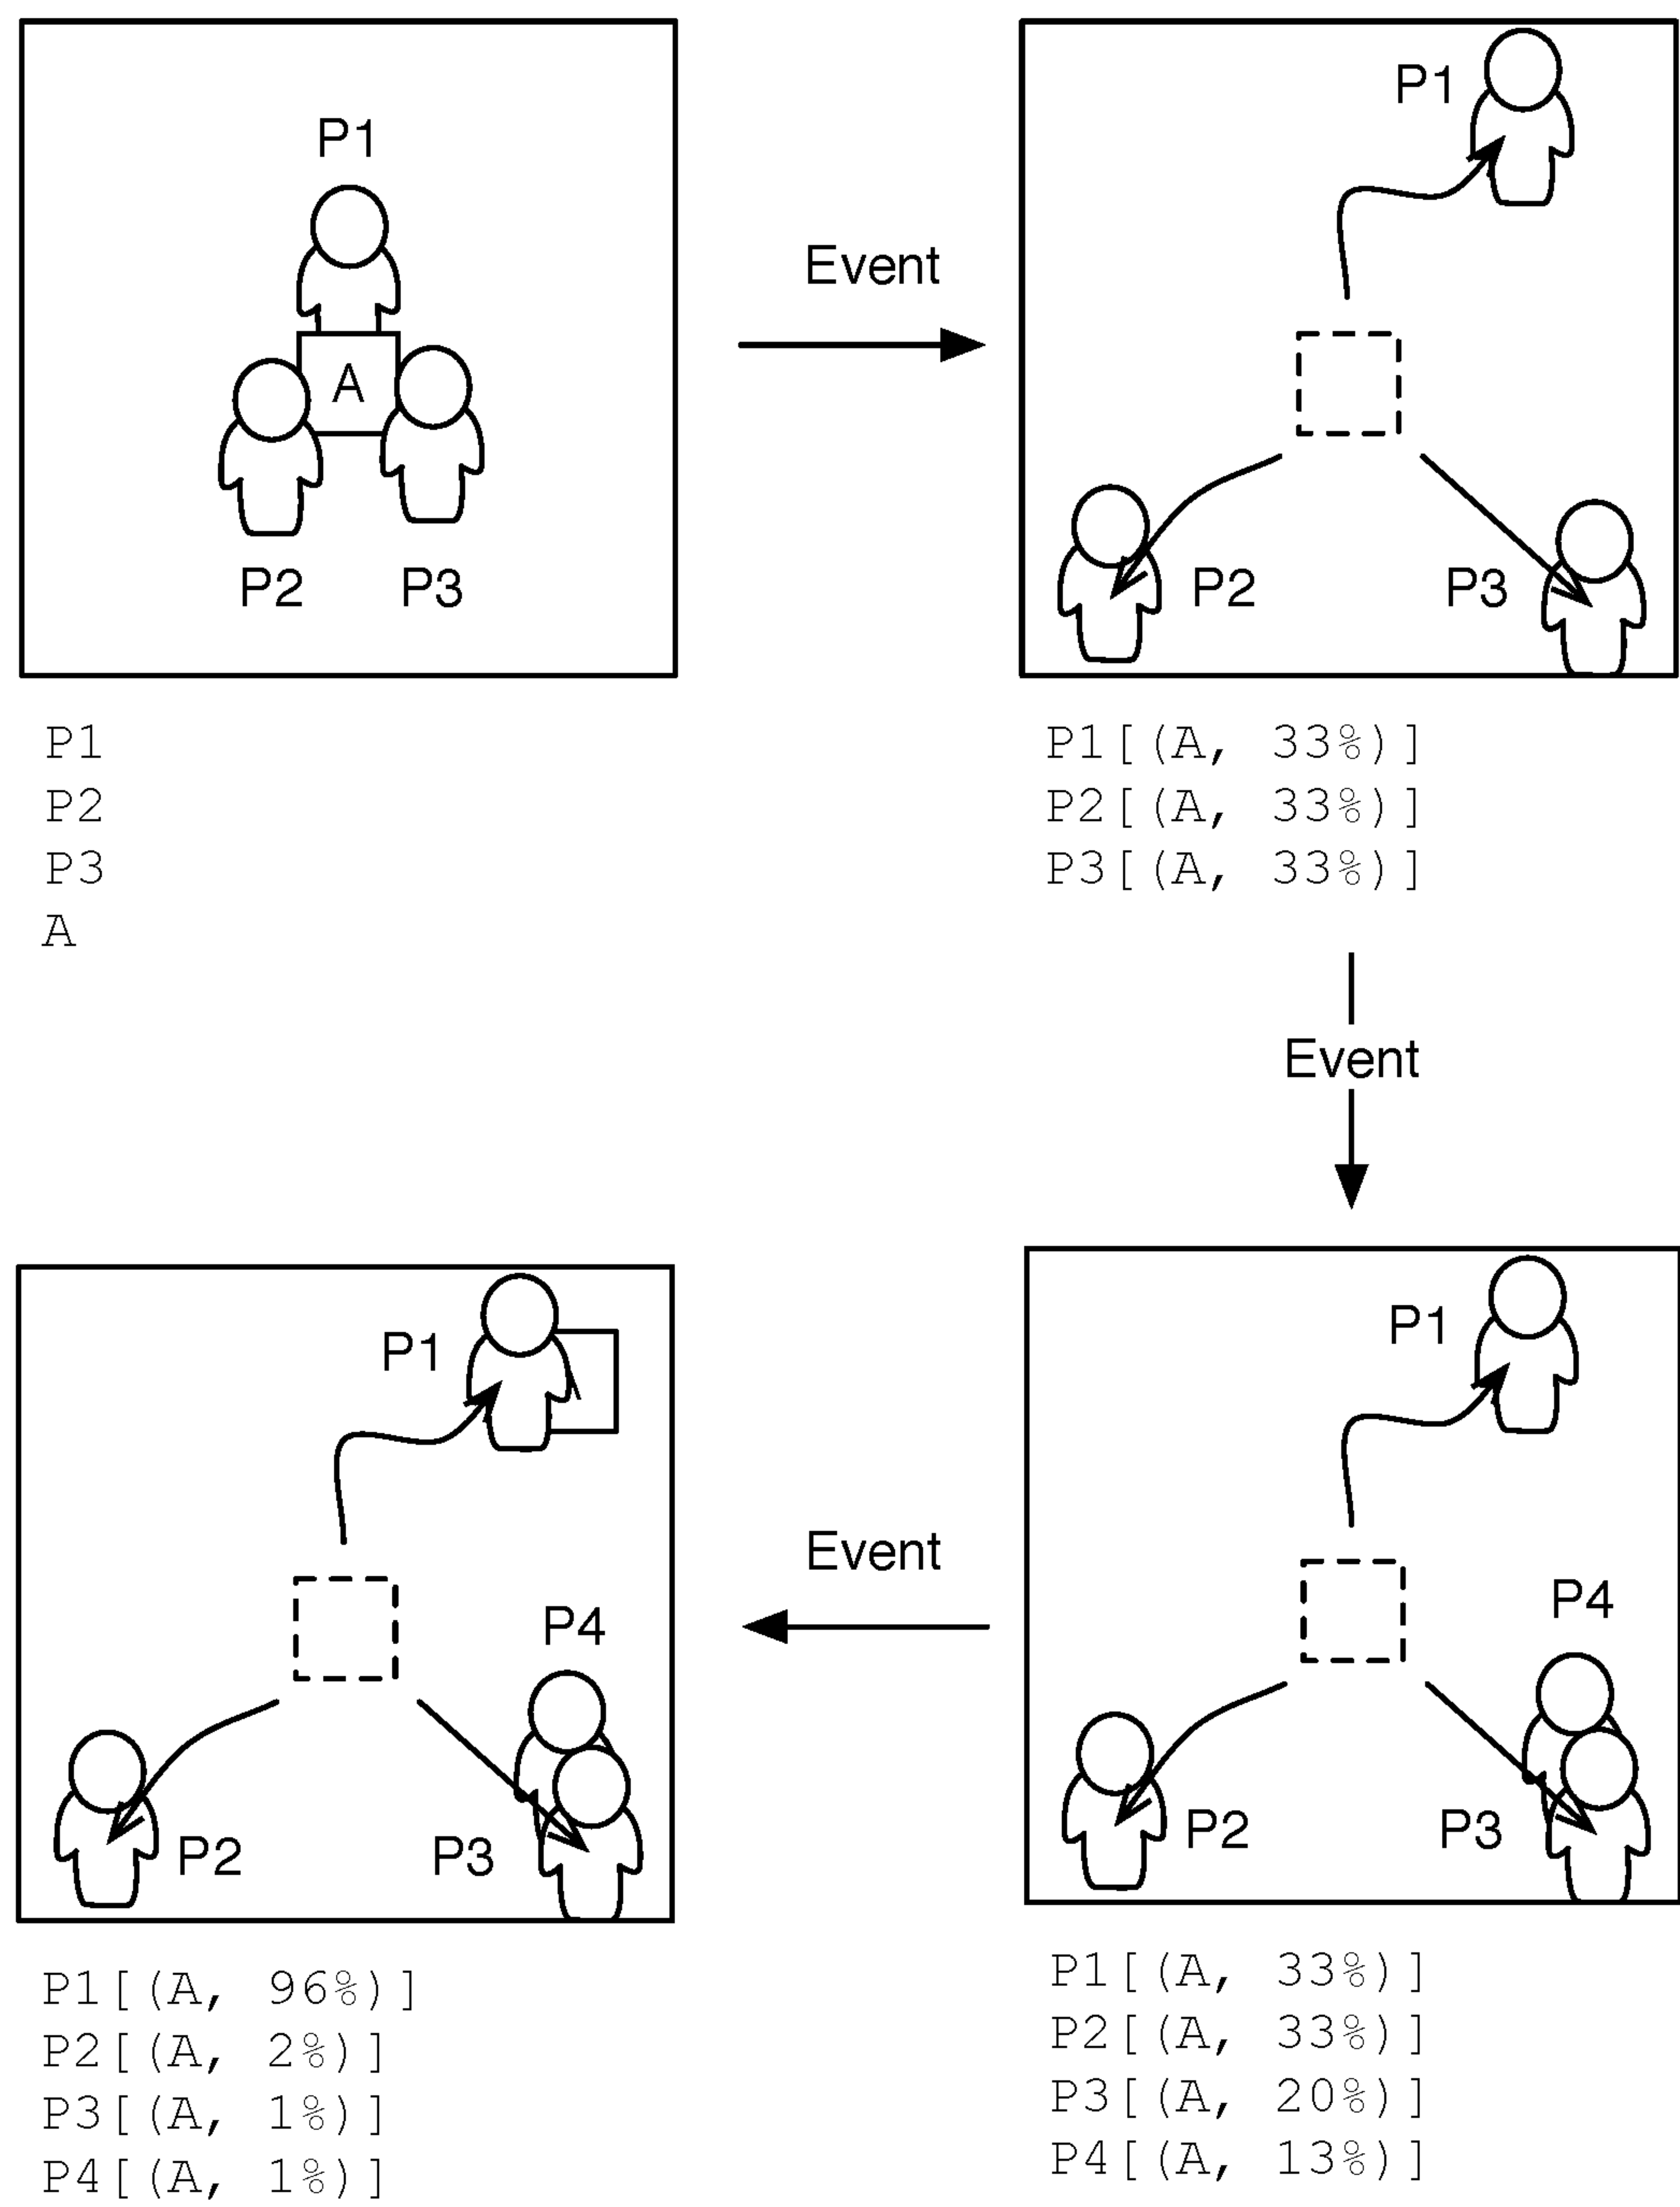 P1
A
P2 P3
P1
P2
P3
A
Event
P1
P2 P3
P1[(A, 33%)]
P2[(A, 33%)]
P3[(A, 33%)]
Event
P1
P4
P2 P3
P1[(A, 33%)]
P2[(A, 33%)]
P3[(A, 20%)]
P4[(A, 13%)]
Event
P1
P4
P2 P3
P1[(A, 96%)]
P2[(A, 2%)]
P3[(A, 1%)]
P4[(A, 1%)]